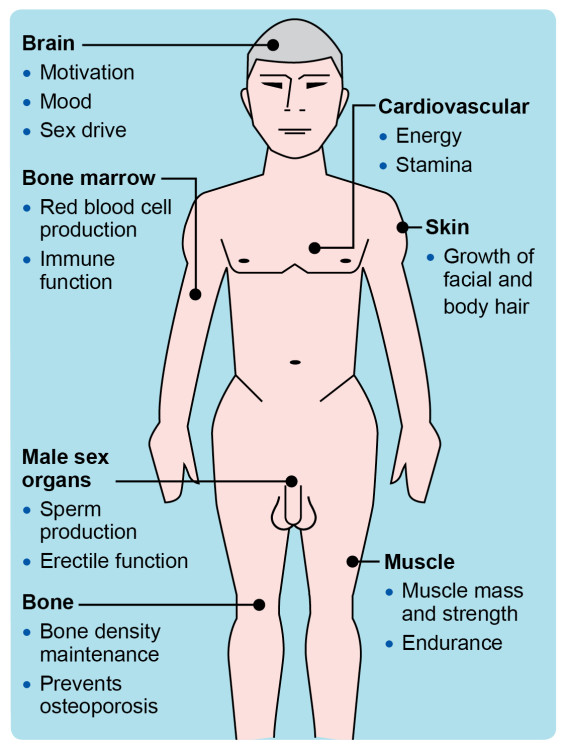 Brain
• Motivation
• Mood
• Sex drive
Bone marrow
• Red blood cell
production
• Immune
function
Male sex
organs
• Sperm
production
• Erectile function
Bone
• Bone density
maintenance
• Prevents
osteoporosis
Cardiovascular
• Energy
• Stamina
Skin
• Growth of
facial and
body hair
Muscle
• Muscle mass
and strength
• Endurance